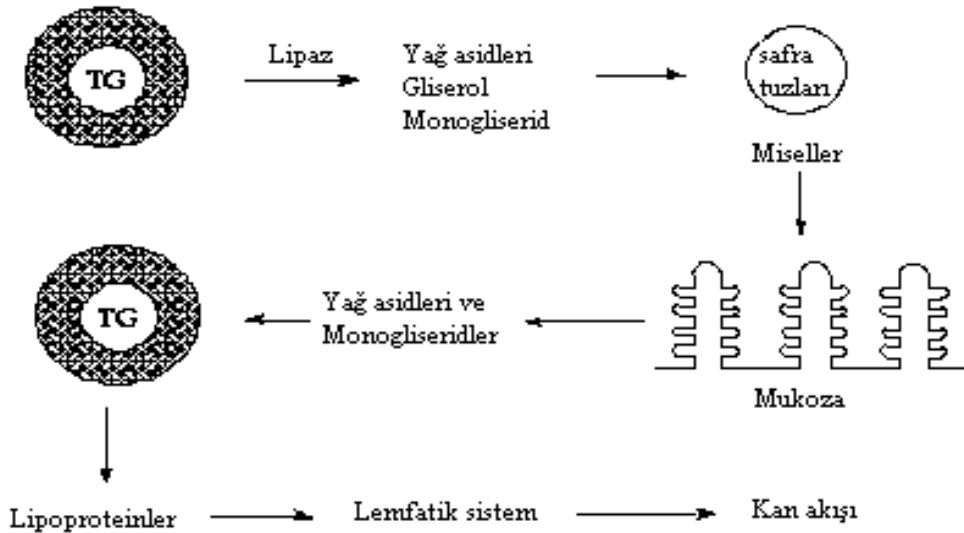 TG
Lipaz
Yağ asidleri
Gliserol
Monogliserid
safra
tuzları
Miseller
Mukoza
Yağ asidleri ve
Monogliseridler
TG
Lipoproteinler
Lemfatik sistem
Kan akışı